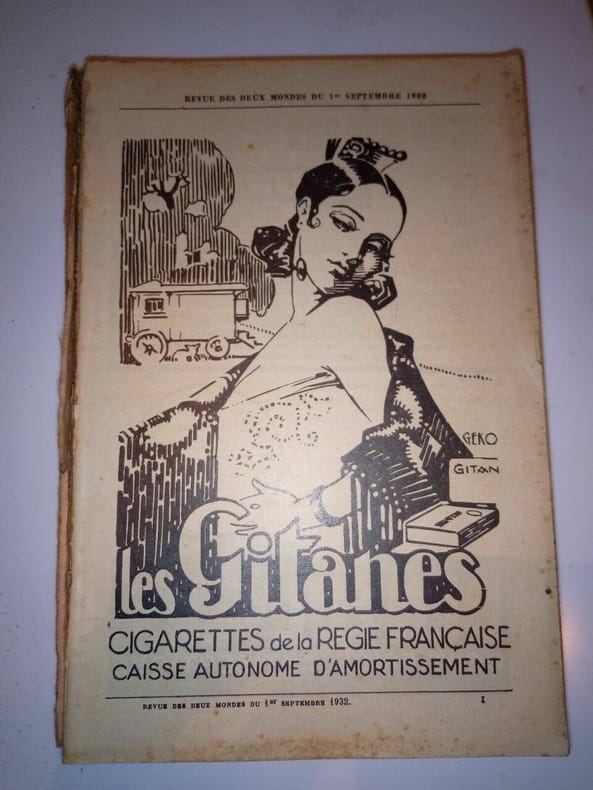 REVUE DES DEUX MONDES DU 1er SEPTEMBRE 1932
GEKO
GITAN
les Gitanes
CIGARETTES de la REGIE FRANÇAISE
CAISSE AUTONOME D'AMORTISSEMENT
REVUE DES DEUX MONDES DU 1er SEPTEMBRE 1932.
I